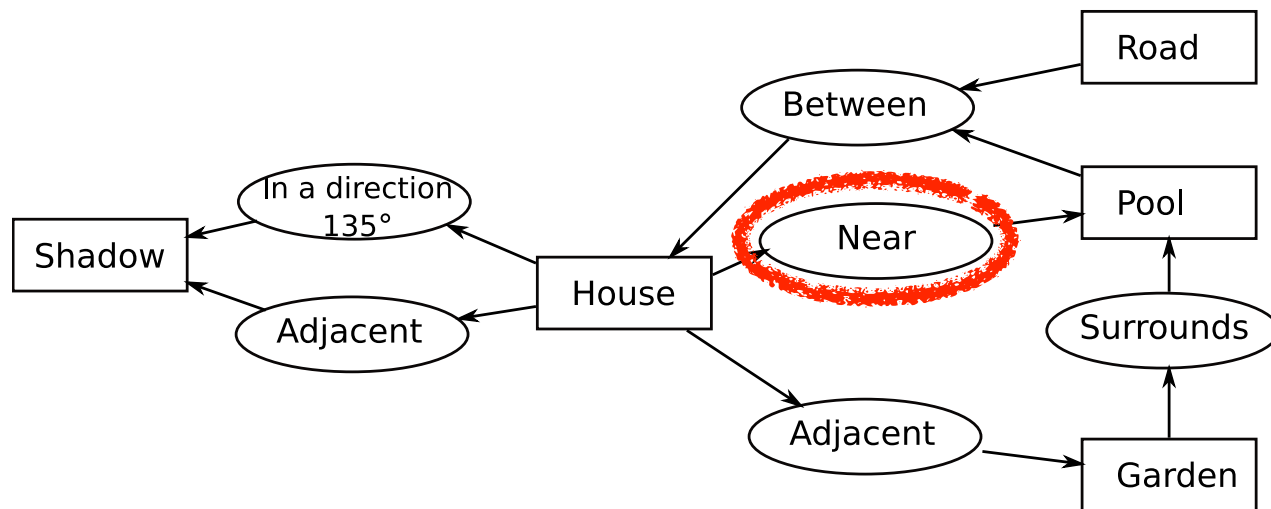 Road
Between
In a direction
135°
Pool
Near
Shadow
House
Adjacent
Surrounds
Adjacent
Garden